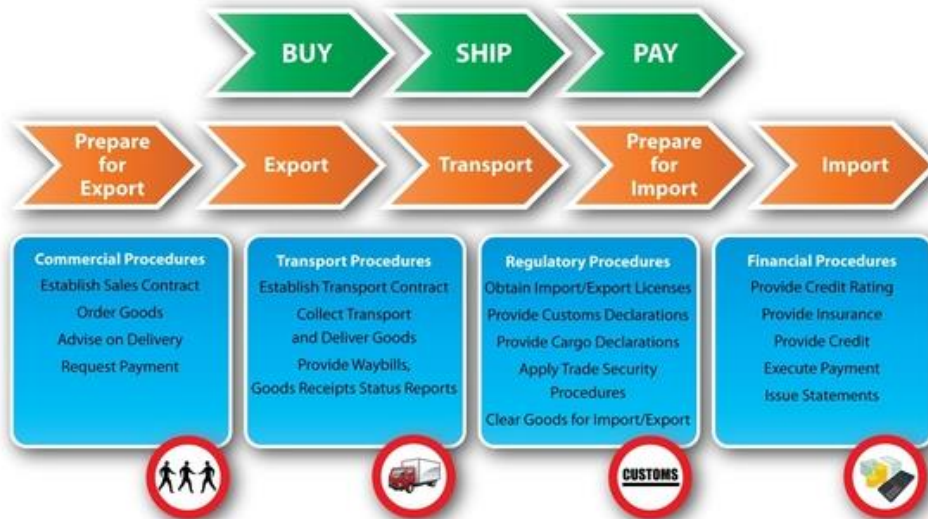 BUY
SHIP
PAY
Prepare
for
Export
Export
Transport
Prepare
for
Import
Import
Commercial Procedures
Establish Sales Contract
Order Goods
Advise on Delivery
Request Payment
Transport Procedures
Establish Transport Contract
Collect Transport
and Deliver Goods
Provide Waybills,
Goods Receipts Status Reports
Regulatory Procedures
Obtain Import/Export Licenses
Provide Customs Declarations
Provide Cargo Declarations
Apply Trade Security
Procedures
Clear Goods for Import/Export
Financial Procedures
Provide Credit Rating
Provide Insurance
Provide Credit
Execute Payment
Issue Statements
CUSTOMS